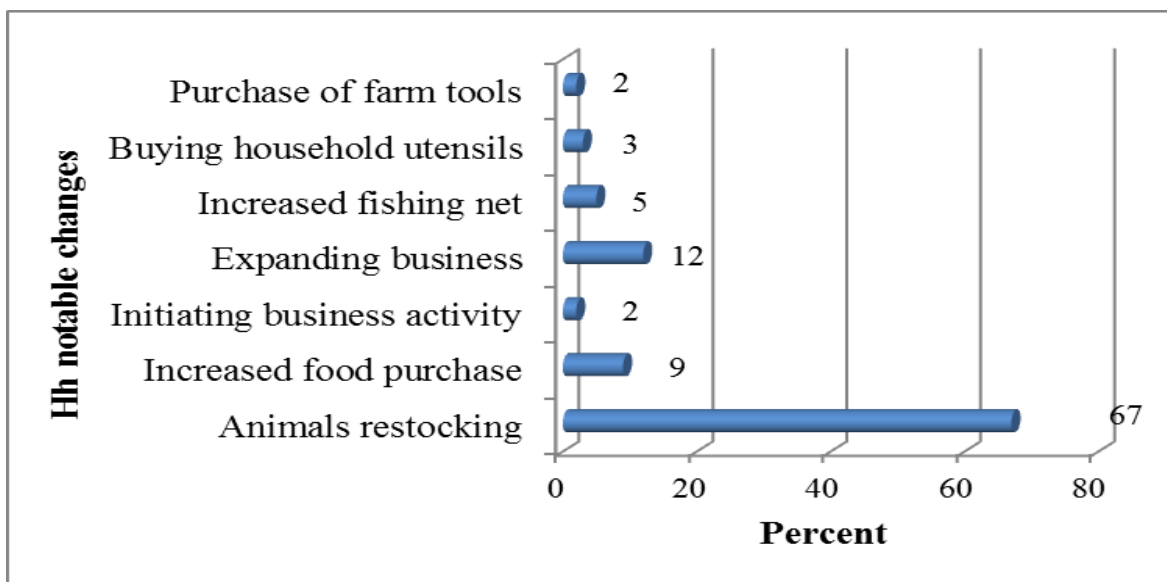 Hh notable changes
Purchase of farm tools 2
Buying household utensils 3
Increased fishing net 5
Expanding business 12
Initiating business activity 2
Increased food purchase 9
Animals restocking 67
0 20 40 60 80
Percent